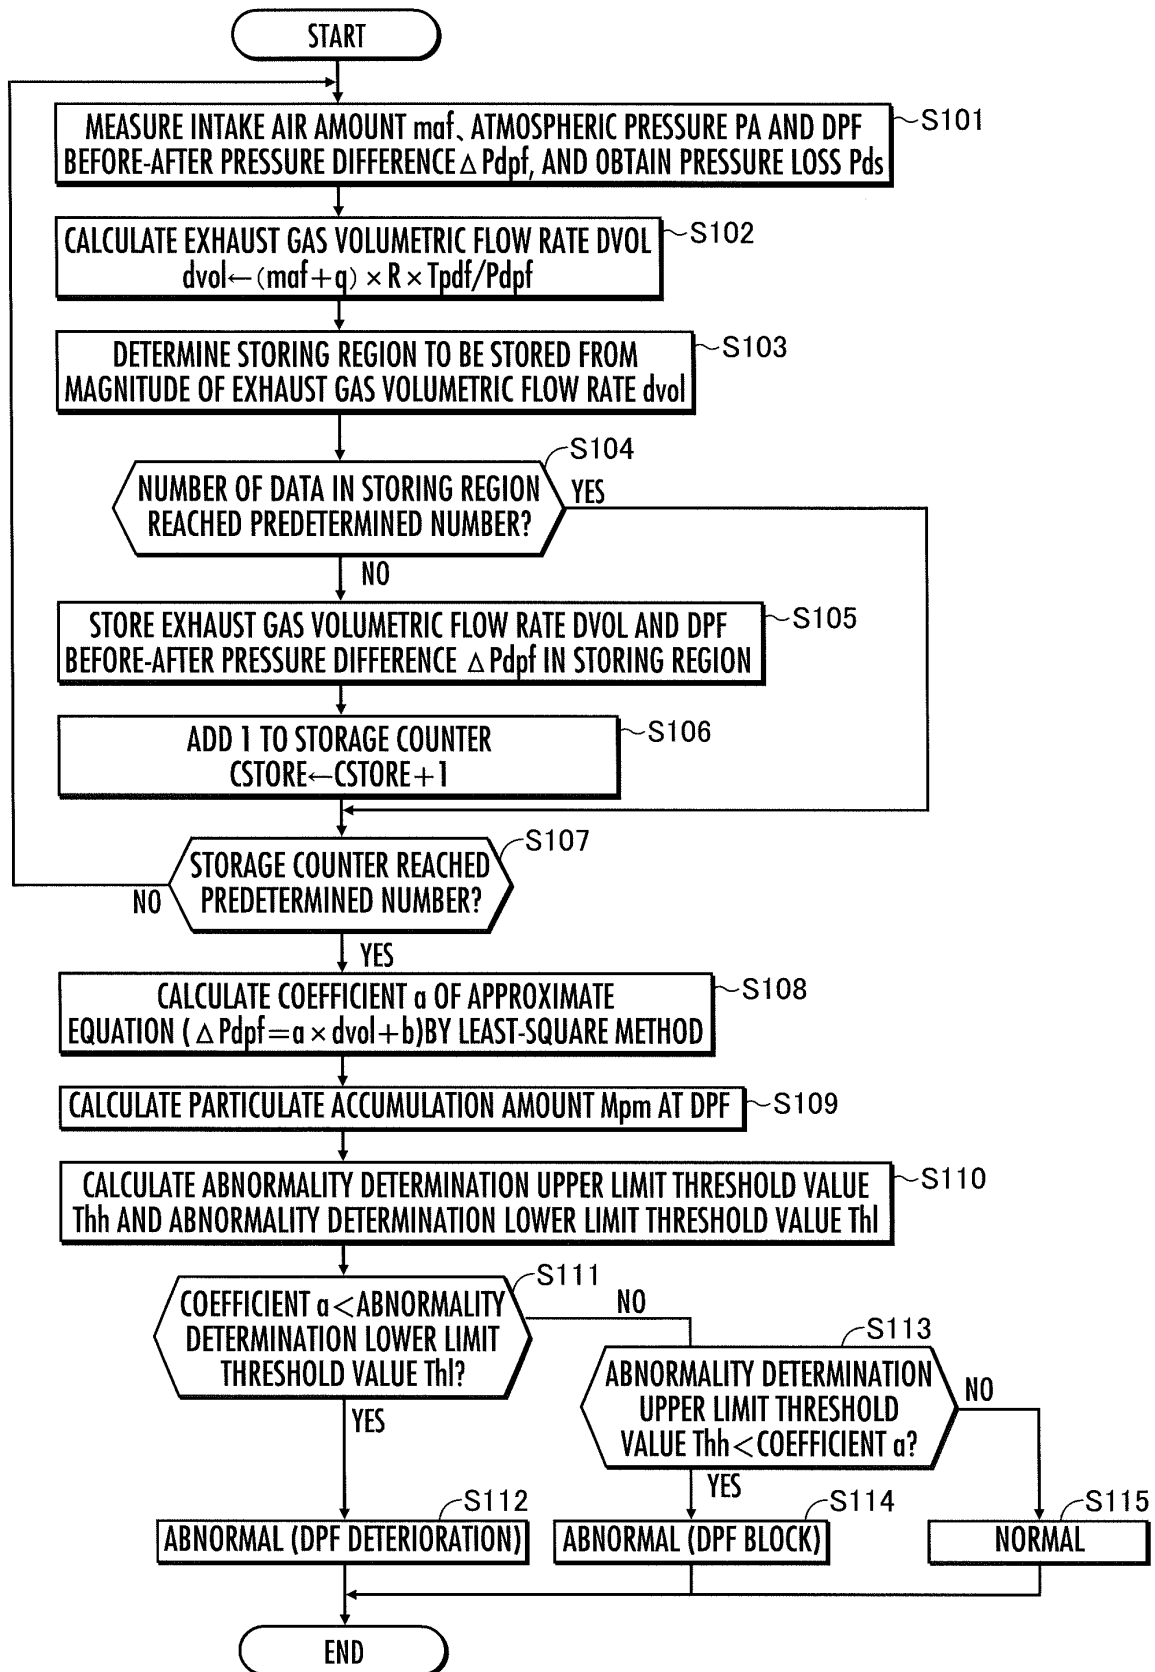 START
MEASURE INTAKE AIR AMOUNT maf、ATMOSPHERIC PRESSURE PA AND DPF
BEFORE-AFTER PRESSURE DIFFERENCE △Pdpf, AND OBTAIN PRESSURE LOSS Pds
S101
CALCULATE EXHAUST GAS VOLUMETRIC FLOW RATE DVOL
dvol←(maf+q)×R×Tpdf/Pdpf
S102
DETERMINE STORING REGION TO BE STORED FROM
MAGNITUDE OF EXHAUST GAS VOLUMETRIC FLOW RATE dvol
S103
S104
NUMBER OF DATA IN STORING REGION
REACHED PREDETERMINED NUMBER?
YES
NO
STORE EXHAUST GAS VOLUMETRIC FLOW RATE DVOL AND DPF
BEFORE-AFTER PRESSURE DIFFERENCE △Pdpf IN STORING REGION
S105
ADD 1 TO STORAGE COUNTER
CSTORE←CSTORE+1
S106
S107
STORAGE COUNTER REACHED
PREDETERMINED NUMBER?
NO
YES
CALCULATE COEFFICIENT a OF APPROXIMATE
EQUATION (△Pdpf=a×dvol+b)BY LEAST-SQUARE METHOD
S108
CALCULATE PARTICULATE ACCUMULATION AMOUNT Mpm AT DPF
S109
CALCULATE ABNORMALITY DETERMINATION UPPER LIMIT THRESHOLD VALUE
Thh AND ABNORMALITY DETERMINATION LOWER LIMIT THRESHOLD VALUE Thl
S110
S111
COEFFICIENT a<ABNORMALITY
DETERMINATION LOWER LIMIT
THRESHOLD VALUE Thl?
NO
YES
S113
ABNORMALITY DETERMINATION
UPPER LIMIT THRESHOLD
VALUE Thh<COEFFICIENT a?
NO
YES
S112
ABNORMAL (DPF DETERIORATION)
S114
ABNORMAL (DPF BLOCK)
S115
NORMAL
END